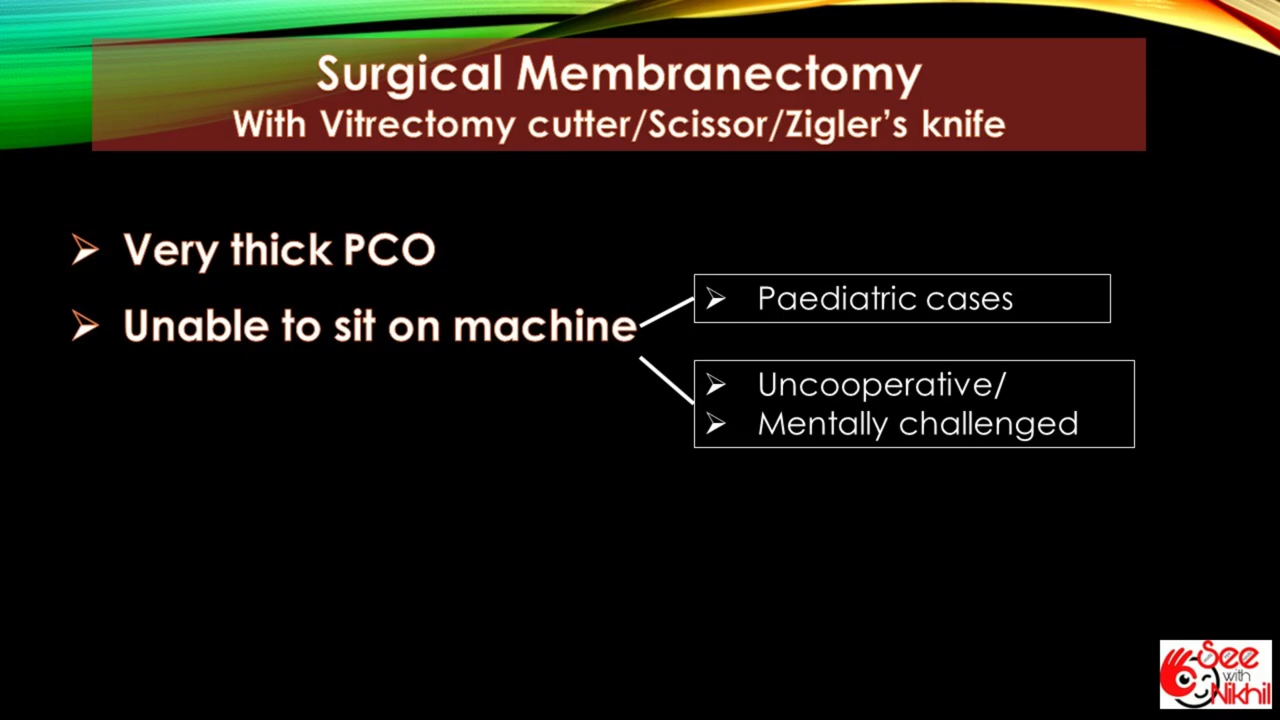 Surgical Membranectomy
With Vitrectomy cutter/Scissor/Zigler's knife
➢ Very thick PCO
➢ Unable to sit on machine
➢ Paediatric cases
➢ Uncooperative/
➢ Mentally challenged
See
with
Nikhil